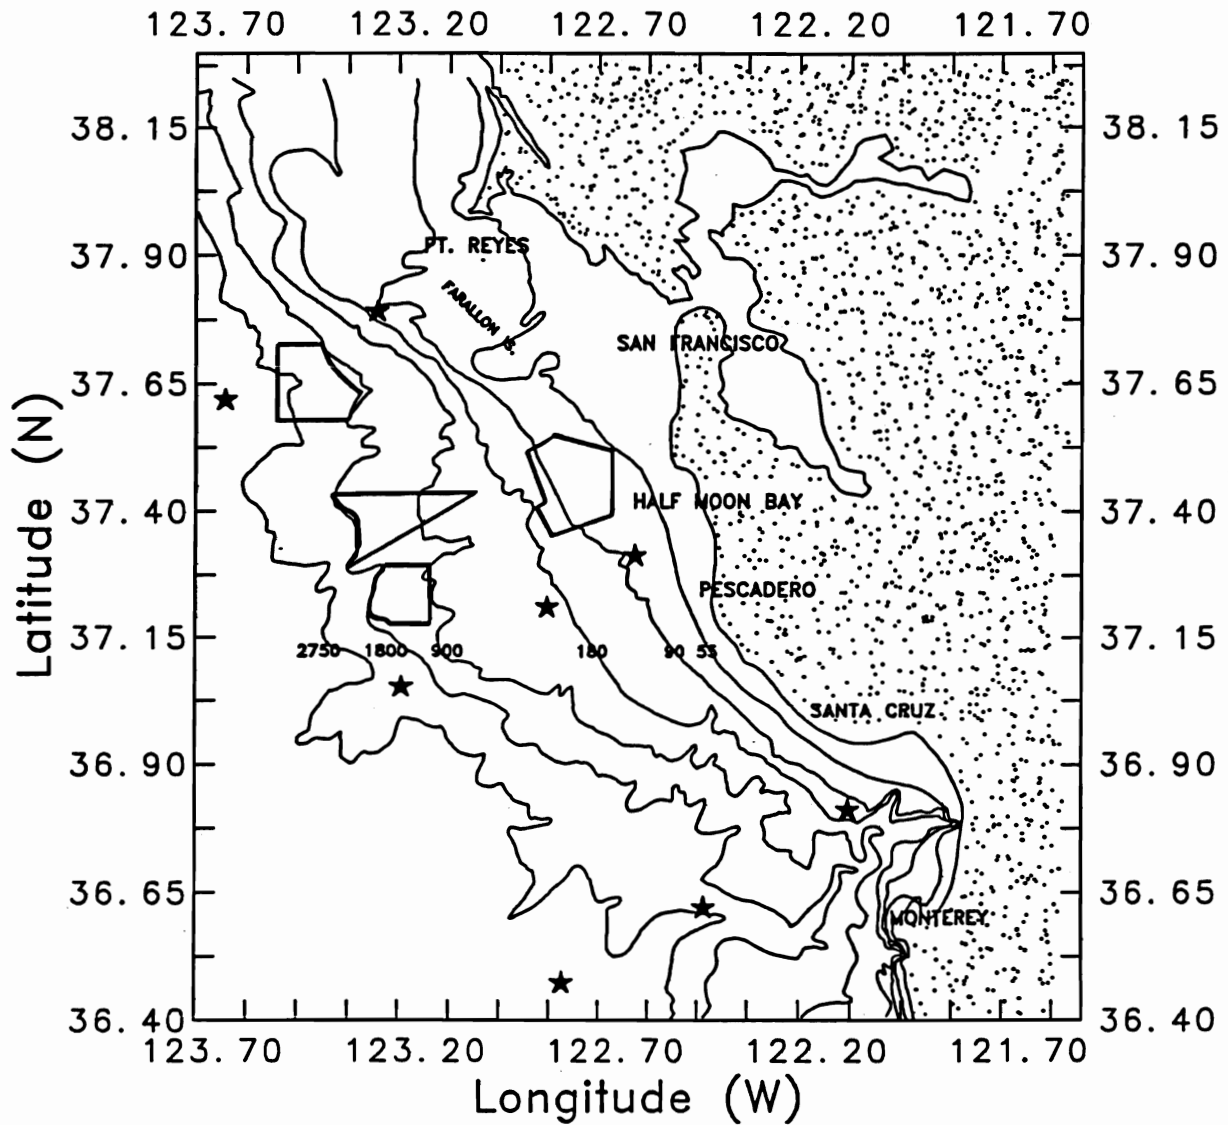 123.70 123.20 122.70 122.20 121.70
38.15 38.15
PT. REYES
37.90 37.90
FARALLON IS.
SAN FRANCISCO
37.65 37.65
HALF MOON BAY
37.40 37.40
PESCADERO
37.15 37.15
2750 1800 900 180 90 55
SANTA CRUZ
36.90 36.90
36.65 36.65
MONTEREY
36.40 36.40
123.70 123.20 122.70 122.20 121.70
Longitude (W)
Latitude (N)